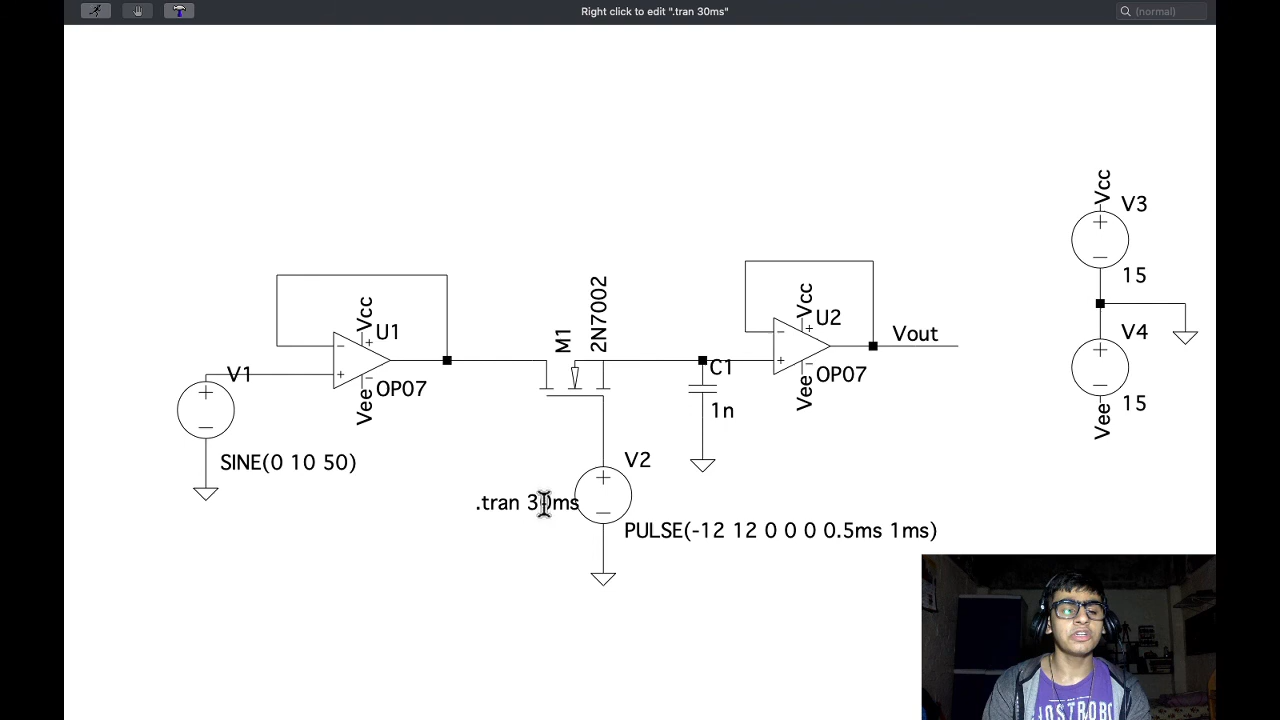 Right click to edit ".tran 30ms"
(normal)
Vcc
V3
15
V4
15
Vee
Vcc
U1
V1
OP07
Vee
SINE(0 10 50)
M1
2N7002
Vcc
U2
Vout
C1
OP07
Vee
1n
V2
.tran 30ms
PUSLE(-12 12 0 0 0 0.5ms 1ms)